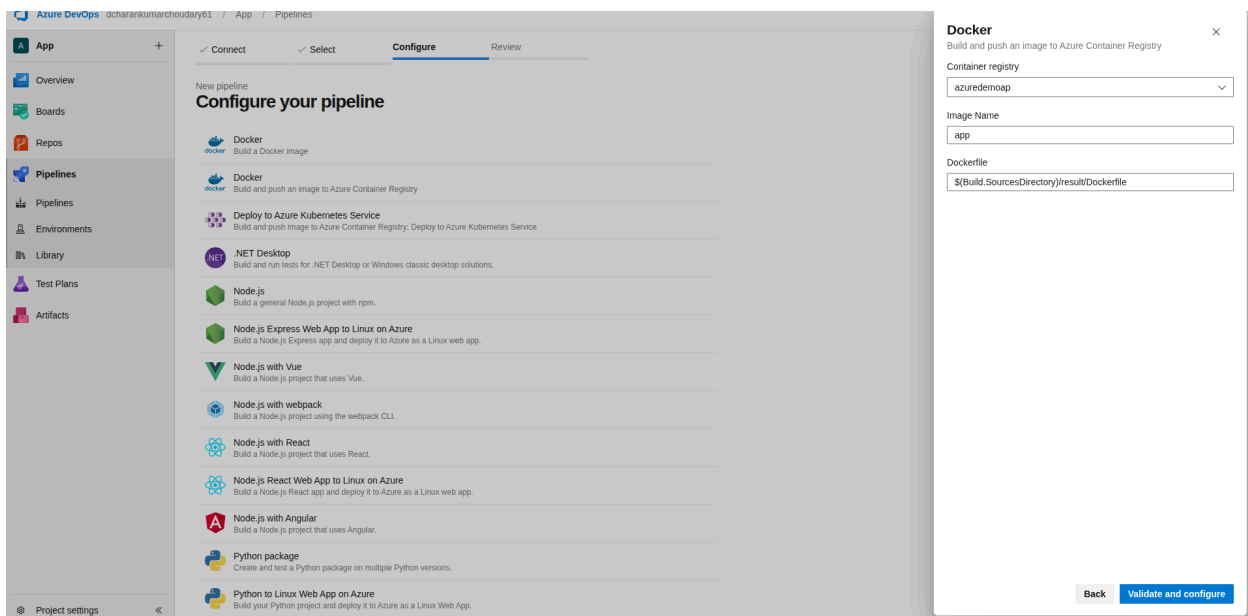 Azure DevOps dcharankumarchoudary61 / App / Pipelines
A App +
Overview
Boards
Repos
Pipelines
Pipelines
Environments
Library
Test Plans
Artifacts
Project settings
Connect Select Configure Review
New pipeline
Configure your pipeline
docker Docker
Build a Docker image
docker Docker
Build and push an image to Azure Container Registry
Deploy to Azure Kubernetes Service
Build and push image to Azure Container Registry; Deploy to Azure Kubernetes Service
.NET .NET Desktop
Build and run tests for .NET Desktop or Windows classic desktop solutions.
Node.js
Build a general Node.js project with npm.
Node.js Express Web App to Linux on Azure
Build a Node.js Express app and deploy it to Azure as a Linux web app.
Node.js with Vue
Build a Node.js project that uses Vue.
Node.js with webpack
Build a Node.js project using the webpack CLI.
Node.js with React
Build a Node.js project that uses React.
Node.js React Web App to Linux on Azure
Build a Node.js React app and deploy it to Azure as a Linux web app.
Node.js with Angular
Build a Node.js project that uses Angular.
Python package
Create and test a Python package on multiple Python versions.
Python to Linux Web App on Azure
Build your Python project and deploy it to Azure as a Linux Web App.
Docker
Build and push an image to Azure Container Registry
Container registry
azuredemoap
Image Name
app
Dockerfile
$(Build.SourcesDirectory)/result/Dockerfile
Back Validate and configure